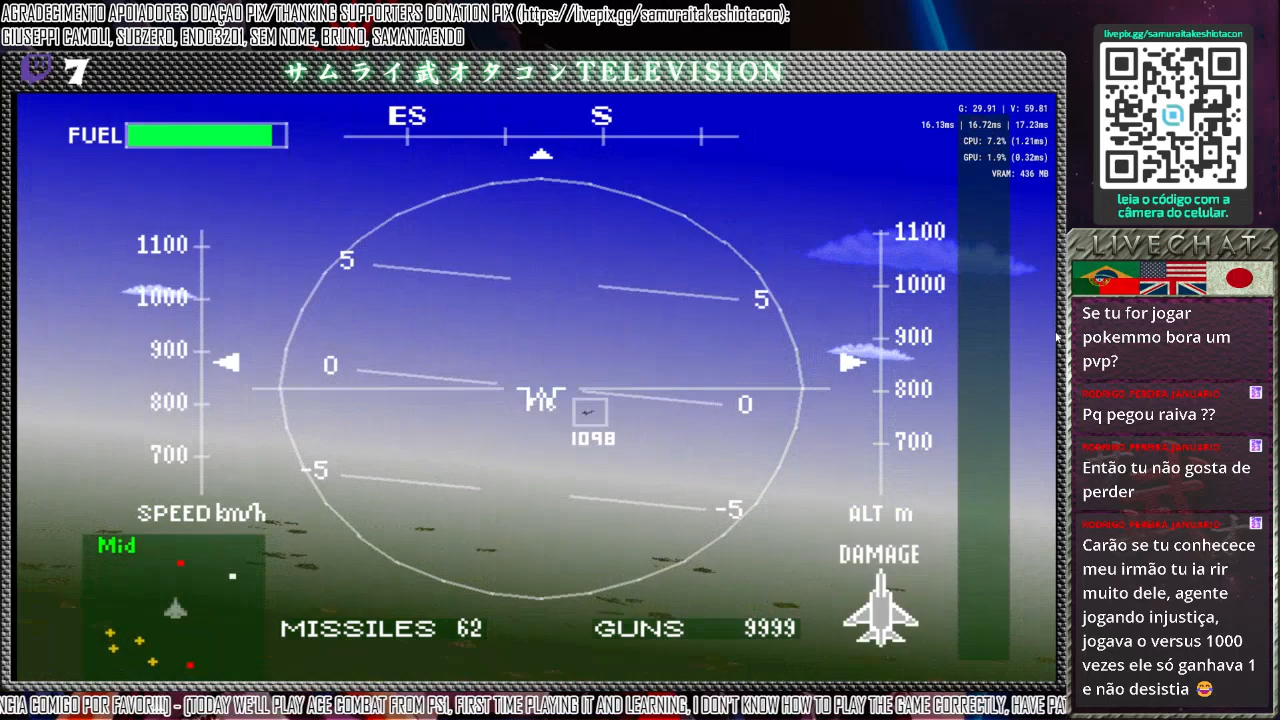 AGRADECIMENTO APOIADORES DOAÇÃO PIX/THANKING SUPPORTERS DONATION PIX (https://livepix.gg/samuraitakeshiotacon):
GIUSEPPI CAMOLI, SUBZERO, ENDO3201, SEM NOME, BRUNO, SAMANTAENDO
7
サムライ武オタコンTELEVISION
livepix.gg/samuraitakeshiotacon
leia o código com a
câmera do celular.
G: 29.91 | V: 59.81
16.13ms | 16.72ms | 17.23ms
CPU: 7.2% (1.21ms)
GPU: 1.9% (0.32ms)
VRAM: 436 MB
FUEL
ES S
1100
1000
900
800
700
SPEED km/h
5 5
0 0
-5 -5
1098
1100
1000
900
800
700
ALT m
DAMAGE
Mid
MISSILES 62
GUNS 9999
-LIVECHAT-
Se tu for jogar
pokemmo bora um
pvp?
RODRIGO PEREIRA JANUARIO
Pq pegou raiva ??
RODRIGO PEREIRA JANUARIO
Então tu não gosta de
perder
RODRIGO PEREIRA JANUARIO
Carão se tu conhecece
meu irmão tu ia rir
muito dele, agente
jogando injustiça,
jogava o versus 1000
vezes ele só ganhava 1
e não desistia 😂
NCIA COMIGO POR FAVOR!!!) - (TODAY WE'LL PLAY ACE COMBAT FROM PS1, FIRST TIME PLAYING IT AND LEARNING, I DON'T KNOW HOW TO PLAY THE GAME CORRECTLY, HAVE PAT